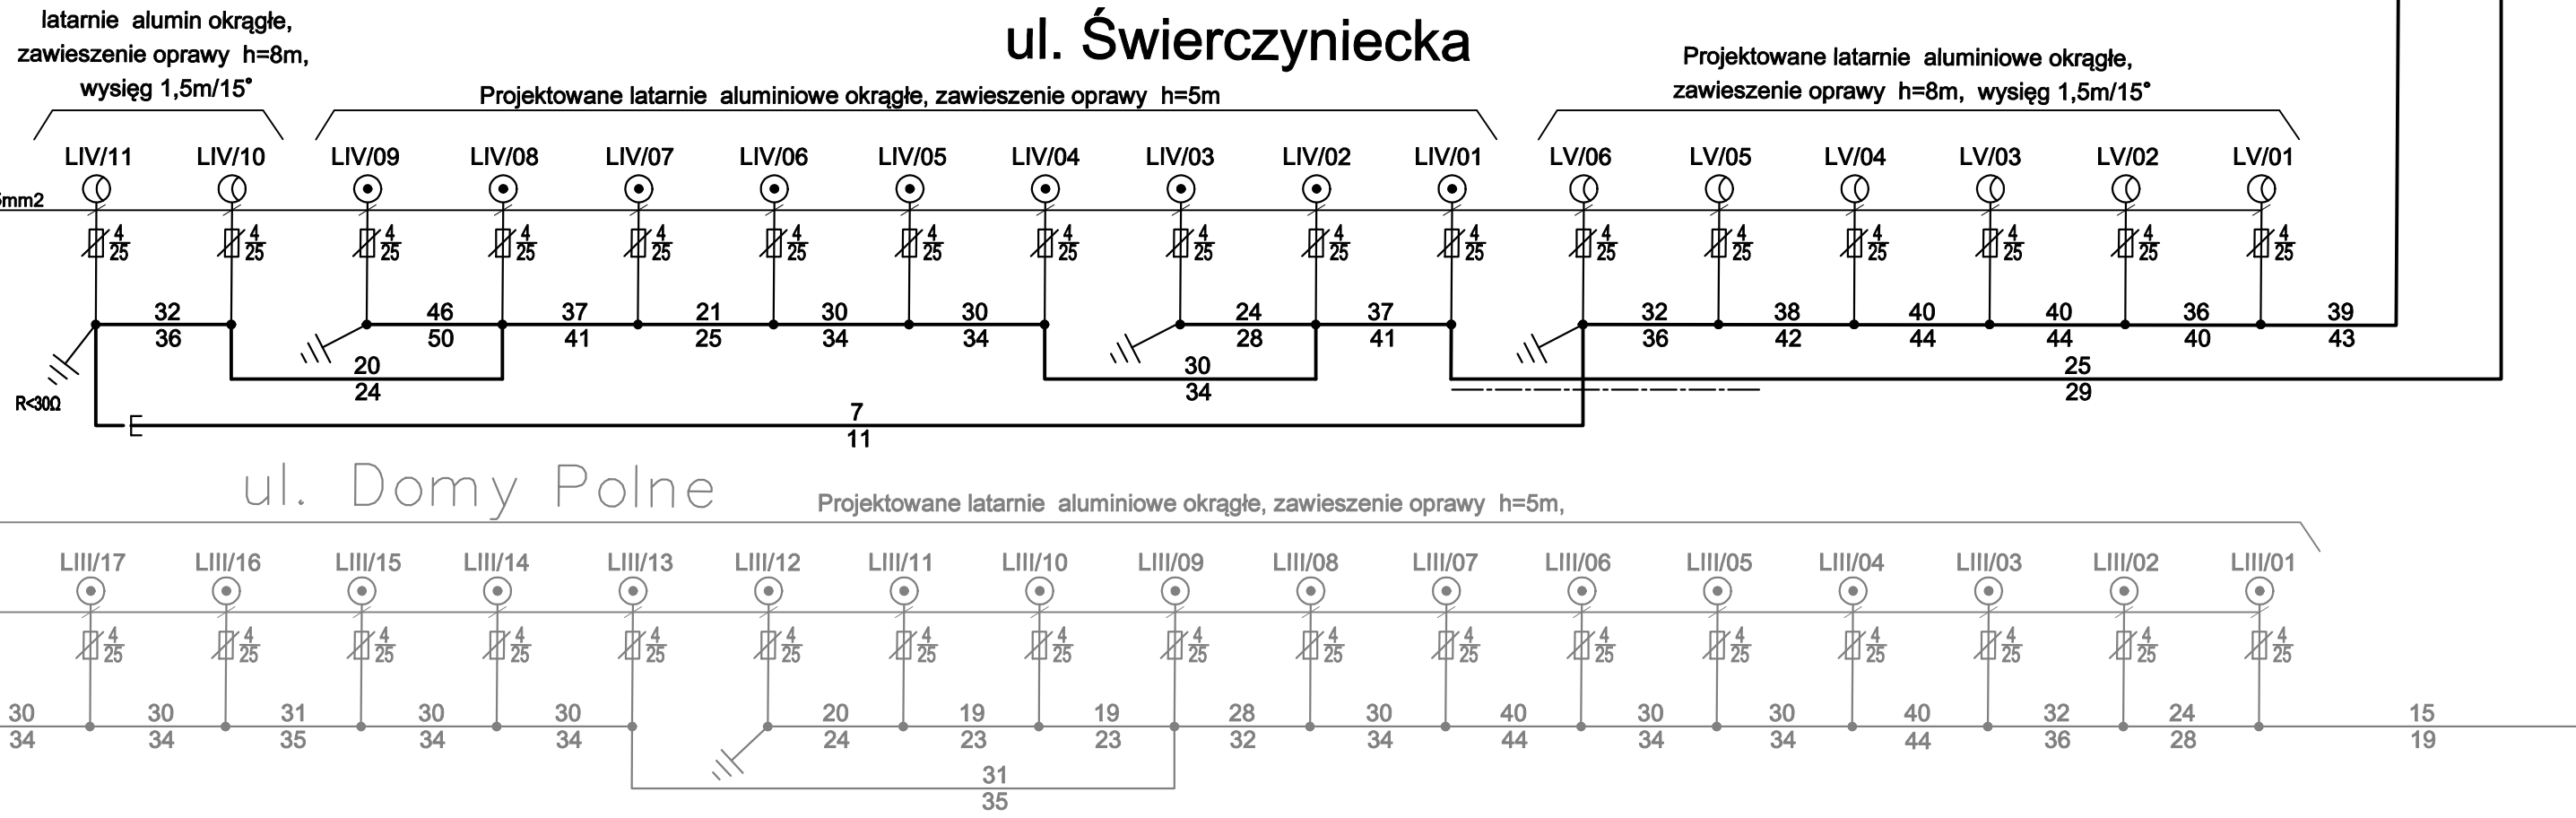 latarnie alumin okrągłe,
zawieszenie oprawy h=8m,
wysięg 1,5m/15°
ul. Świerczyniecka
Projektowane latarnie aluminiowe okrągłe, zawieszenie oprawy h=5m
Projektowane latarnie aluminiowe okrągłe,
zawieszenie oprawy h=8m, wysięg 1,5m/15°
LIV/11 LIV/10 LIV/09 LIV/08 LIV/07 LIV/06 LIV/05 LIV/04 LIV/03 LIV/02 LIV/01 LV/06 LV/05 LV/04 LV/03 LV/02 LV/01
mm2
4 4 4 4 4 4 4 4 4 4 4 4 4 4 4 4 4
25 25 25 25 25 25 25 25 25 25 25 25 25 25 25 25 25
32 46 37 21 30 30 24 37 32 38 40 40 36 39
36 50 41 25 34 34 28 41 36 42 44 44 40 43
20 30 25
24 34 29
R<30Ω
7
11
ul. Domy Polne
Projektowane latarnie aluminiowe okrągłe, zawieszenie oprawy h=5m,
LIII/17 LIII/16 LIII/15 LIII/14 LIII/13 LIII/12 LIII/11 LIII/10 LIII/09 LIII/08 LIII/07 LIII/06 LIII/05 LIII/04 LIII/03 LIII/02 LIII/01
4 4 4 4 4 4 4 4 4 4 4 4 4 4 4 4 4
25 25 25 25 25 25 25 25 25 25 25 25 25 25 25 25 25
30 30 31 30 30 20 19 19 28 30 40 30 30 40 32 24 15
34 34 35 34 34 24 23 23 32 34 44 34 34 44 36 28 19
31
35